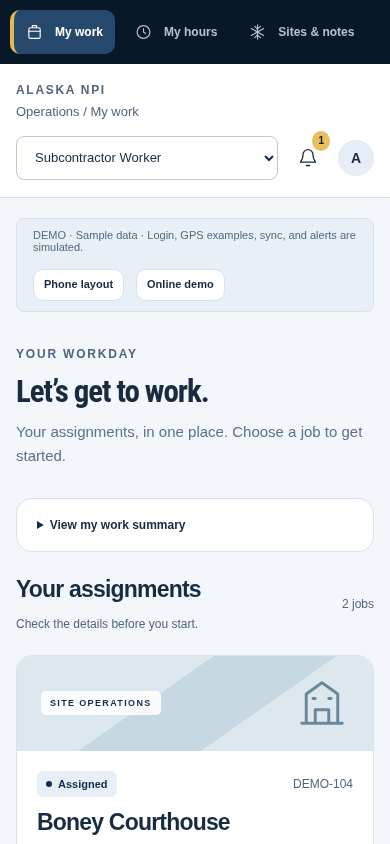 My work
My hours
Sites & notes
ALASKA NPI
Operations / My work
Subcontractor Worker
1
A
DEMO · Sample data · Login, GPS examples, sync, and alerts are
simulated.
Phone layout
Online demo
YOUR WORKDAY
Let’s get to work.
Your assignments, in one place. Choose a job to get
started.
View my work summary
Your assignments
2 jobs
Check the details before you start.
SITE OPERATIONS
Assigned
DEMO-104
Boney Courthouse